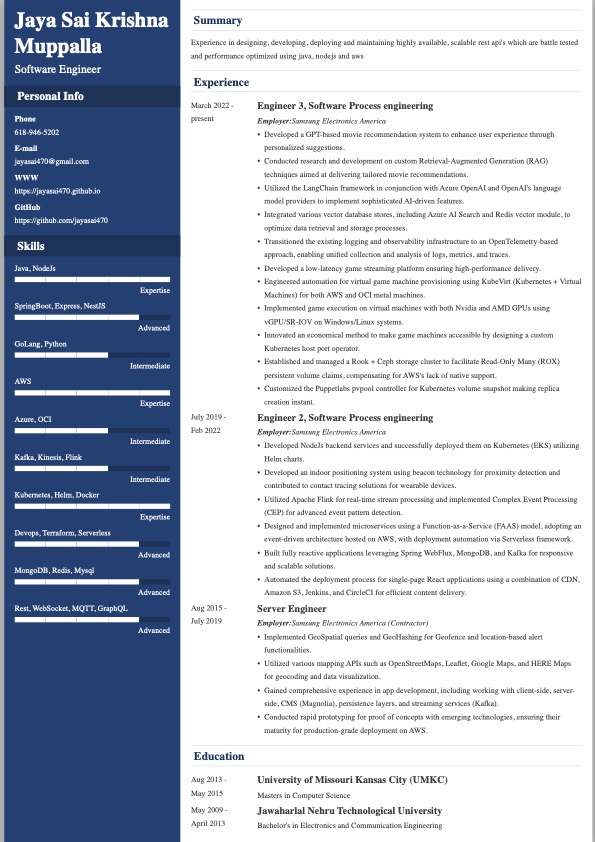 Jaya Sai Krishna
Muppalla
Software Engineer
Personal Info
Phone
618-946-5202
E-mail
jayasai470@gmail.com
WWW
https://jayasai470.github.io
GitHub
https://github.com/jayasai470
Skills
Java, NodeJs
Expertise
SpringBoot, Express, NestJS
Advanced
GoLang, Python
Intermediate
AWS
Expertise
Azure, OCI
Intermediate
Kafka, Kinesis, Flink
Intermediate
Kubernetes, Helm, Docker
Expertise
Devops, Terraform, Serverless
Advanced
MongoDB, Redis, Mysql
Advanced
Rest, WebSocket, MQTT, GraphQL
Advanced
Summary
Experience in designing, developing, deploying and maintaining highly available, scalable rest api's which are battle tested
and performance optimized using java, nodejs and aws
Experience
March 2022 -
present
Engineer 3, Software Process engineering
Employer:Samsung Electronics America
• Developed a GPT-based movie recommendation system to enhance user experience through
personalized suggestions.
• Conducted research and development on custom Retrieval-Augmented Generation (RAG)
techniques aimed at delivering tailored movie recommendations.
• Utilized the LangChain framework in conjunction with Azure OpenAI and OpenAI's language
model providers to implement sophisticated AI-driven features.
• Integrated various vector database stores, including Azure AI Search and Redis vector module, to
optimize data retrieval and storage processes.
• Transitioned the existing logging and observability infrastructure to an OpenTelemetry-based
approach, enabling unified collection and analysis of logs, metrics, and traces.
• Developed a low-latency game streaming platform ensuring high-performance delivery.
• Engineered automation for virtual game machine provisioning using KubeVirt (Kubernetes + Virtual
Machines) for both AWS and OCI metal machines.
• Implemented game execution on virtual machines with both Nvidia and AMD GPUs using
vGPU/SR-IOV on Windows/Linux systems.
• Innovated an economical method to make game machines accessible by designing a custom
Kubernetes host port operator.
• Established and managed a Rook + Ceph storage cluster to facilitate Read-Only Many (ROX)
persistent volume claims, compensating for AWS's lack of native support.
• Customized the Puppetlabs pvpool controller for Kubernetes volume snapshot making replica
creation instant.
July 2019 -
Feb 2022
Engineer 2, Software Process engineering
Employer:Samsung Electronics America
• Developed NodeJs backend services and successfully deployed them on Kubernetes (EKS) utilizing
Helm charts.
• Developed an indoor positioning system using beacon technology for proximity detection and
contributed to contact tracing solutions for wearable devices.
• Utilized Apache Flink for real-time stream processing and implemented Complex Event Processing
(CEP) for advanced event pattern detection.
• Designed and implemented microservices using a Function-as-a-Service (FAAS) model, adopting an
event-driven architecture hosted on AWS, with deployment automation via Serverless framework.
• Built fully reactive applications leveraging Spring WebFlux, MongoDB, and Kafka for responsive
and scalable solutions.
• Automated the deployment process for single-page React applications using a combination of CDN,
Amazon S3, Jenkins, and CircleCI for efficient content delivery.
Aug 2015 -
July 2019
Server Engineer
Employer:Samsung Electronics America (Contractor)
• Implemented GeoSpatial queries and GeoHashing for Geofence and location-based alert
functionalities.
• Utilized various mapping APIs such as OpenStreetMaps, Leaflet, Google Maps, and HERE Maps
for geocoding and data visualization.
• Gained comprehensive experience in app development, including working with client-side, server-
side, CMS (Magnolia), persistence layers, and streaming services (Kafka).
• Conducted rapid prototyping for proof of concepts with emerging technologies, ensuring their
maturity for production-grade deployment on AWS.
Education
Aug 2013 -
May 2015
University of Missouri Kansas City (UMKC)
Masters in Computer Science
May 2009 -
April 2013
Jawaharlal Nehru Technological University
Bachelor's in Electronics and Communication Engineering